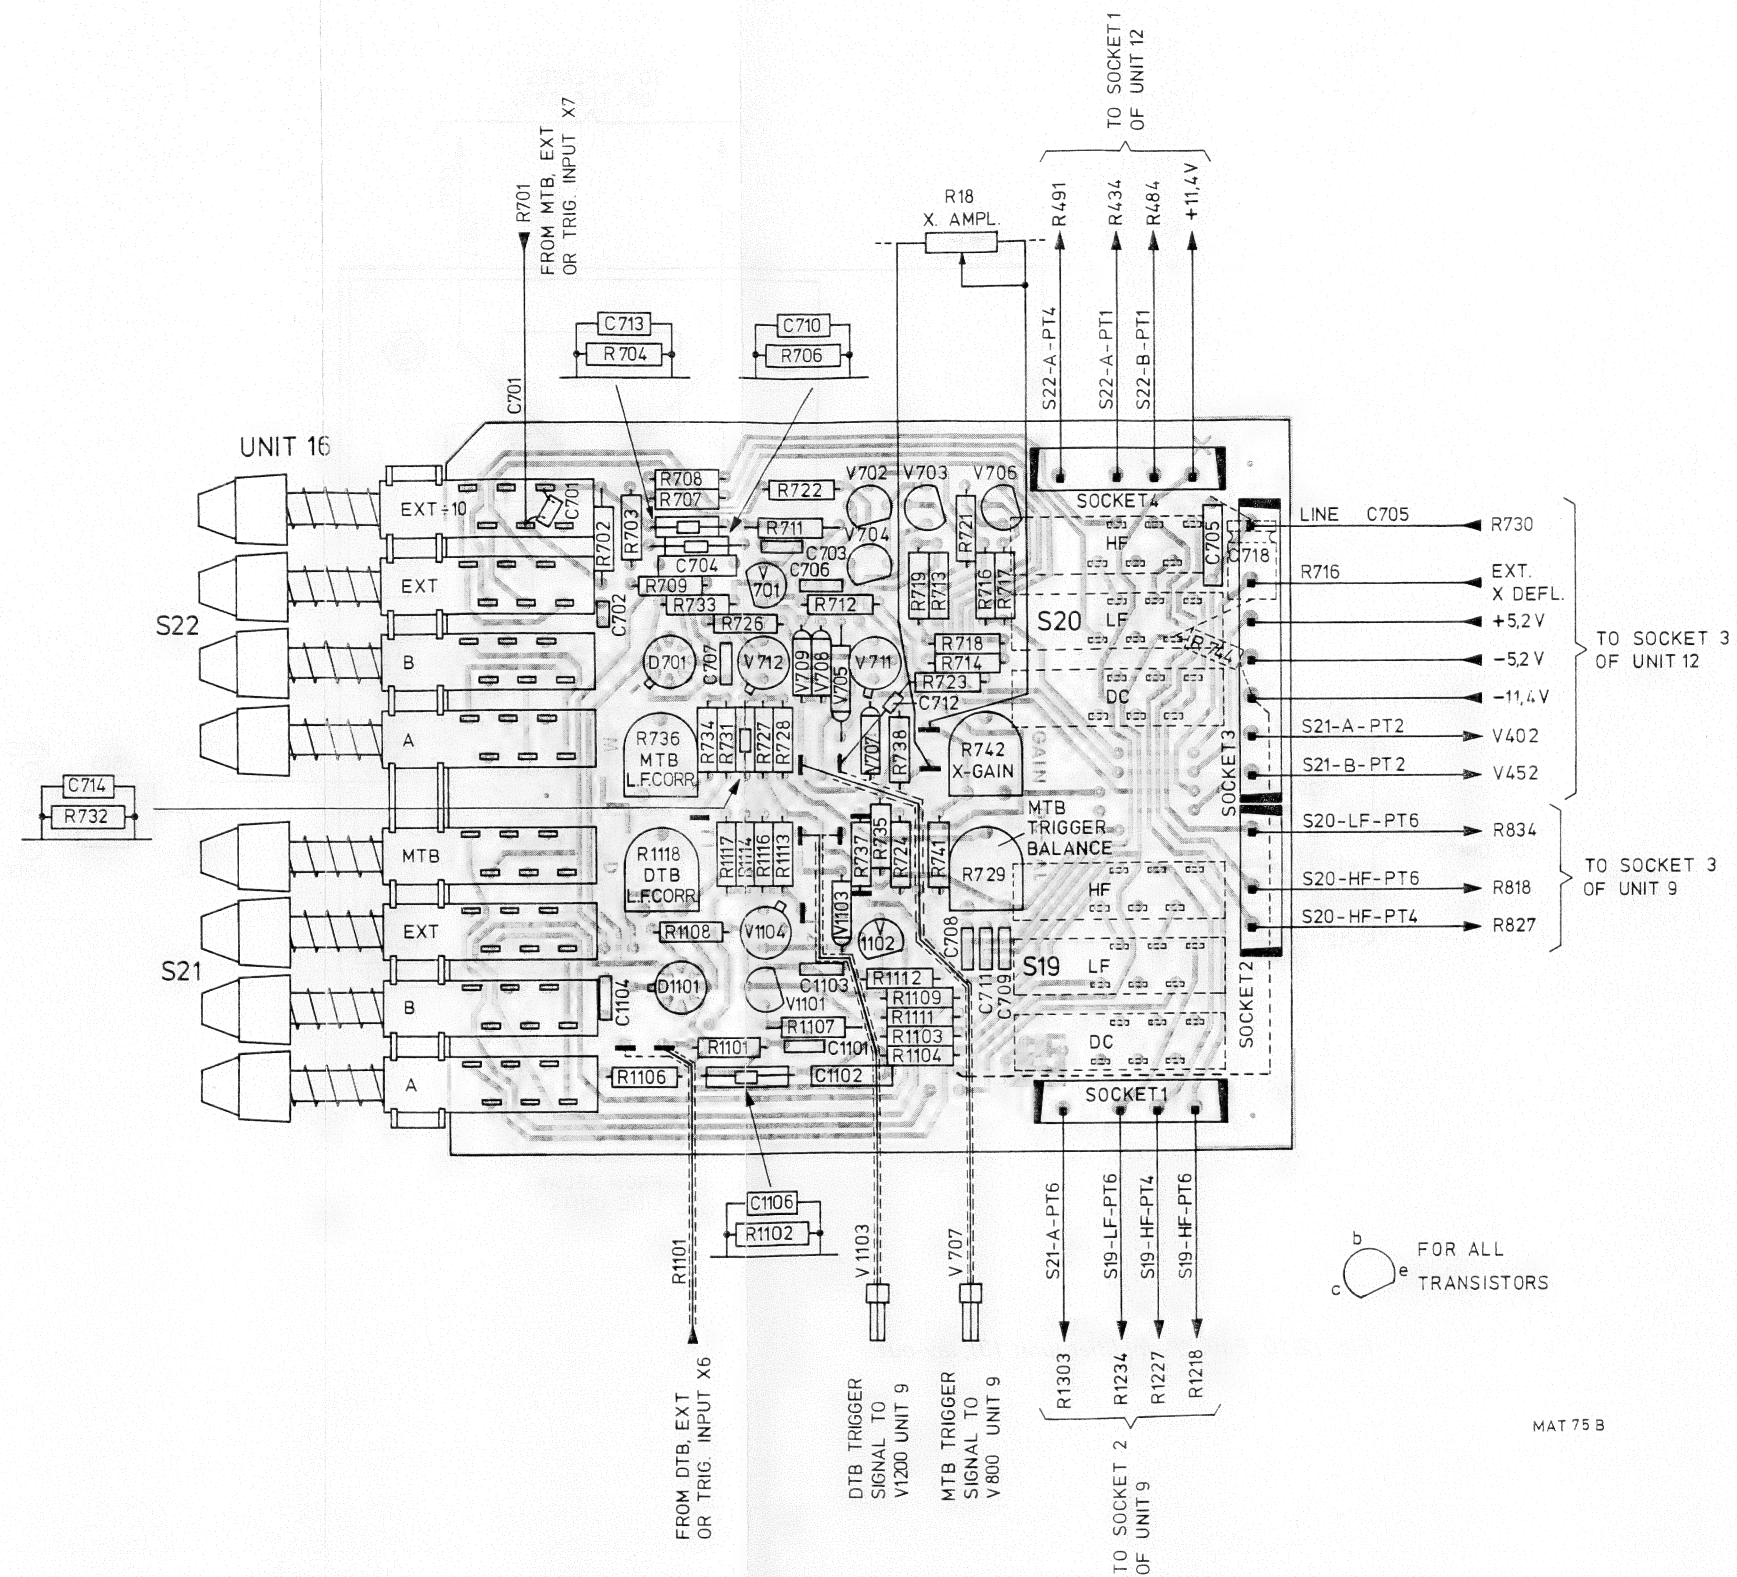 TO SOCKET 1
OF UNIT 12
FROM MTB, EXT
OR TRIG. INPUT X7
R701
R491
R434
R484
+11,4V
R18
X. AMPL.
S22-A-PT4
S22-A-PT1
S22-B-PT1
C713
R704
C710
R706
C701
UNIT 16
EXT÷10
C701
R702
R703
R708
R707
R722
V702
V703
V706
SOCKET 4
R711
V704
R721
C703
C704
C706
HF
C705
C718
LINE C705
R730
R716
EXT.
X DEFL.
+5,2V
-5,2V
-11,4V
TO SOCKET 3
OF UNIT 12
EXT
S22
C702
R709
V
701
R733
R712
R726
R719
R713
R716
R717
S20
LF
R744
B
D701
C707
V712
V709
V708
V705
V711
R718
R714
R723
C712
DC
A
R736
MTB
L.F.CORR.
R734
R731
R727
R728
V707
R738
R742
X-GAIN
GAIN
SOCKET 3
S21-A-PT2
V402
S21-B-PT2
V452
C714
R732
MTB
R1118
DTB
L.F.CORR.
R1117
R1114
R1116
R1113
R737
R735
R724
R741
MTB
TRIGGER
BALANCE
R729
HF
S20-LF-PT6
R834
S20-HF-PT6
R818
S20-HF-PT4
R827
TO SOCKET 3
OF UNIT 9
EXT
R1108
V1104
V1103
V
1102
C708
C711
C709
S19
LF
S21
B
C1104
D1101
V1101
C1103
R1112
R1109
R1111
R1103
R1104
SOCKET 2
R1107
R1101
C1101
DC
A
R1106
C1102
SOCKET 1
C1106
R1102
R1101
V1103
V707
S21-A-PT6
S19-LF-PT6
S19-HF-PT4
S19-HF-PT6
b
c
e
FOR ALL
TRANSISTORS
R1303
R1234
R1227
R1218
FROM DTB, EXT
OR TRIG. INPUT X6
DTB TRIGGER
SIGNAL TO
V1200 UNIT 9
MTB TRIGGER
SIGNAL TO
V800 UNIT 9
TO SOCKET 2
OF UNIT 9
MAT 75 B